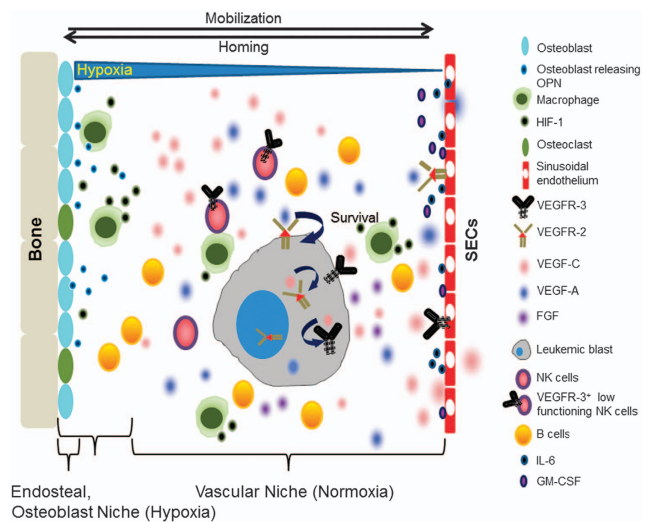 Mobilization
Homing
Hypoxia
Bone
Survival
SECs
Endosteal,
Osteoblast Niche (Hypoxia)
Vascular Niche (Normoxia)
Osteoblast
Osteoblast releasing
OPN
Macrophage
HIF-1
Osteoclast
Sinusoidal
endothelium
VEGFR-3
VEGFR-2
VEGF-C
VEGF-A
FGF
Leukemic blast
NK cells
VEGFR-3⁺ low
functioning NK cells
B cells
IL-6
GM-CSF